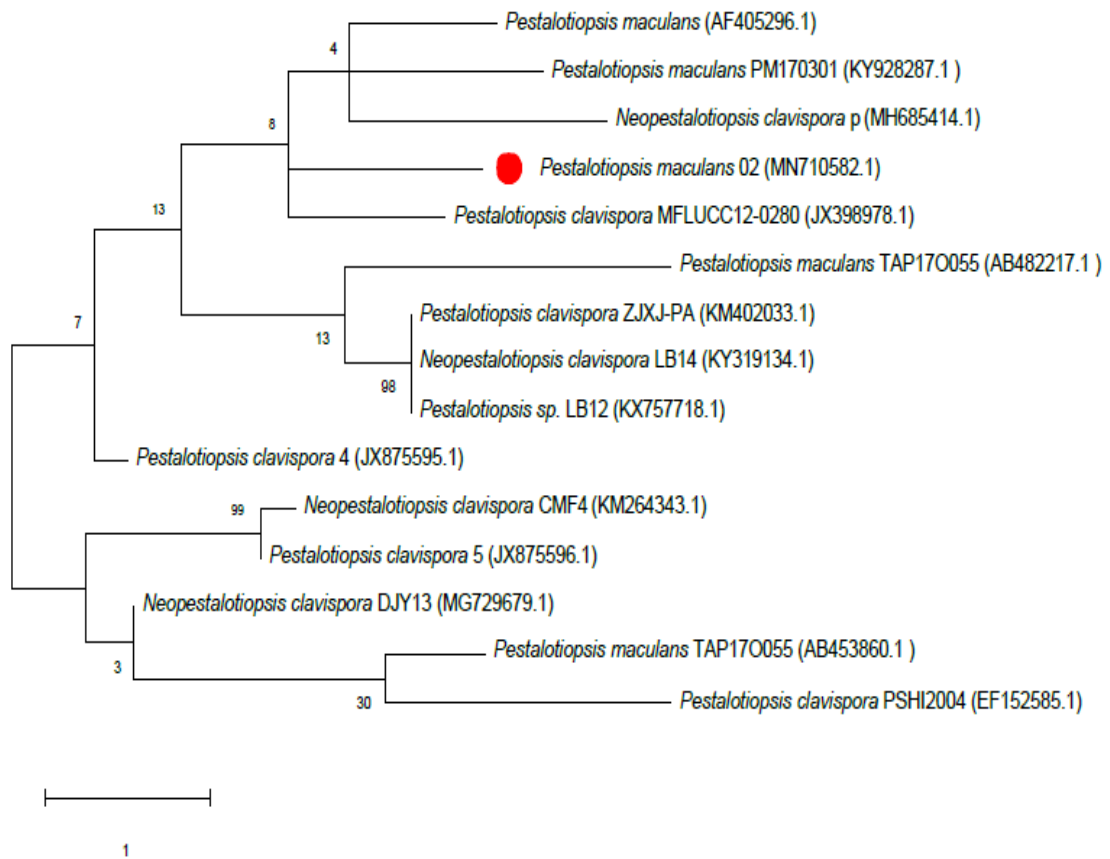 Pestalotiopsis maculans (AF405296.1)
4
Pestalotiopsis maculans PM170301 (KY928287.1 )
Neopestalotiopsis clavispora p (MH685414.1)
8
Pestalotiopsis maculans 02 (MN710582.1)
13
Pestalotiopsis clavispora MFLUCC12-0280 (JX398978.1)
Pestalotiopsis maculans TAP17O055 (AB482217.1 )
7
Pestalotiopsis clavispora ZJXJ-PA (KM402033.1)
13
Neopestalotiopsis clavispora LB14 (KY319134.1)
98
Pestalotiopsis sp. LB12 (KX757718.1)
Pestalotiopsis clavispora 4 (JX875595.1)
99
Neopestalotiopsis clavispora CMF4 (KM264343.1)
Pestalotiopsis clavispora 5 (JX875596.1)
Neopestalotiopsis clavispora DJY13 (MG729679.1)
Pestalotiopsis maculans TAP17O055 (AB453860.1 )
3
30
Pestalotiopsis clavispora PSHI2004 (EF152585.1)
1